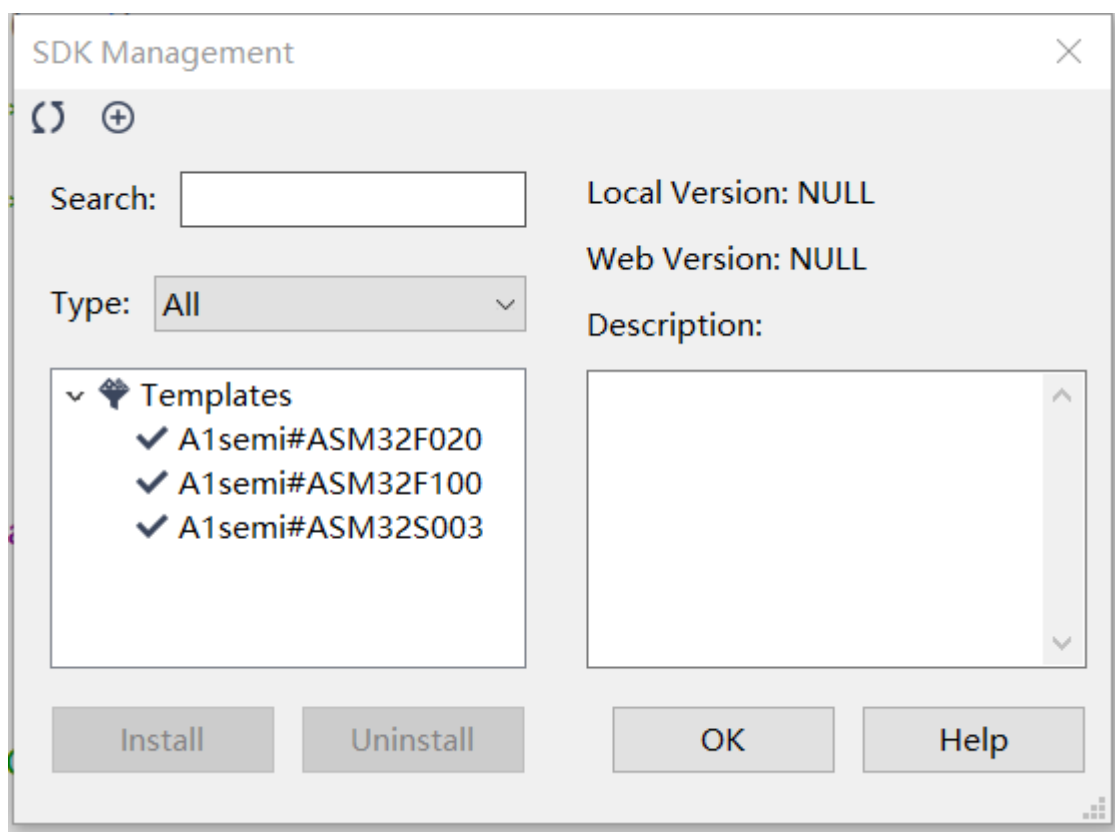 SDK Management
Search:
Type: All
Templates
A1semi#ASM32F020
A1semi#ASM32F100
A1semi#ASM32S003
Install
Uninstall
Local Version: NULL
Web Version: NULL
Description:
OK
Help